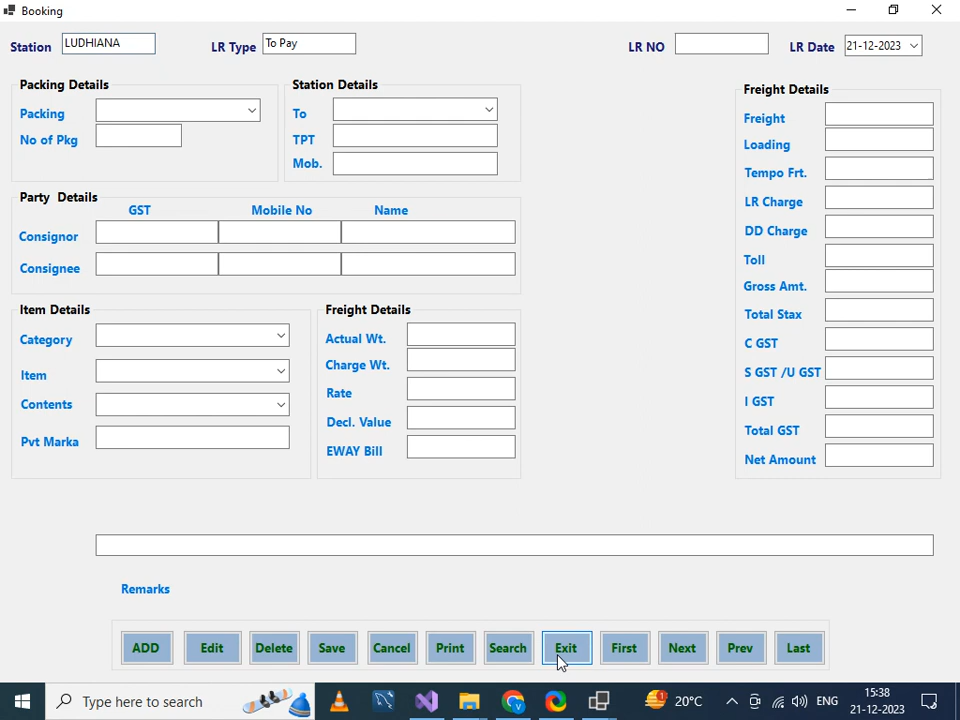 Booking
Station LUDHIANA LR Type To Pay LR NO LR Date 21-12-2023
Packing Details
Packing
No of Pkg
Station Details
To
TPT
Mob.
Party Details
GST Mobile No Name
Consignor
Consignee
Item Details
Category
Item
Contents
Pvt Marka
Freight Details
Actual Wt.
Charge Wt.
Rate
Decl. Value
EWAY Bill
Freight Details
Freight
Loading
Tempo Frt.
LR Charge
DD Charge
Toll
Gross Amt.
Total Stax
C GST
S GST /U GST
I GST
Total GST
Net Amount
Remarks
ADD Edit Delete Save Cancel Print Search Exit First Next Prev Last
Type here to search 20°C ENG 15:38
21-12-2023